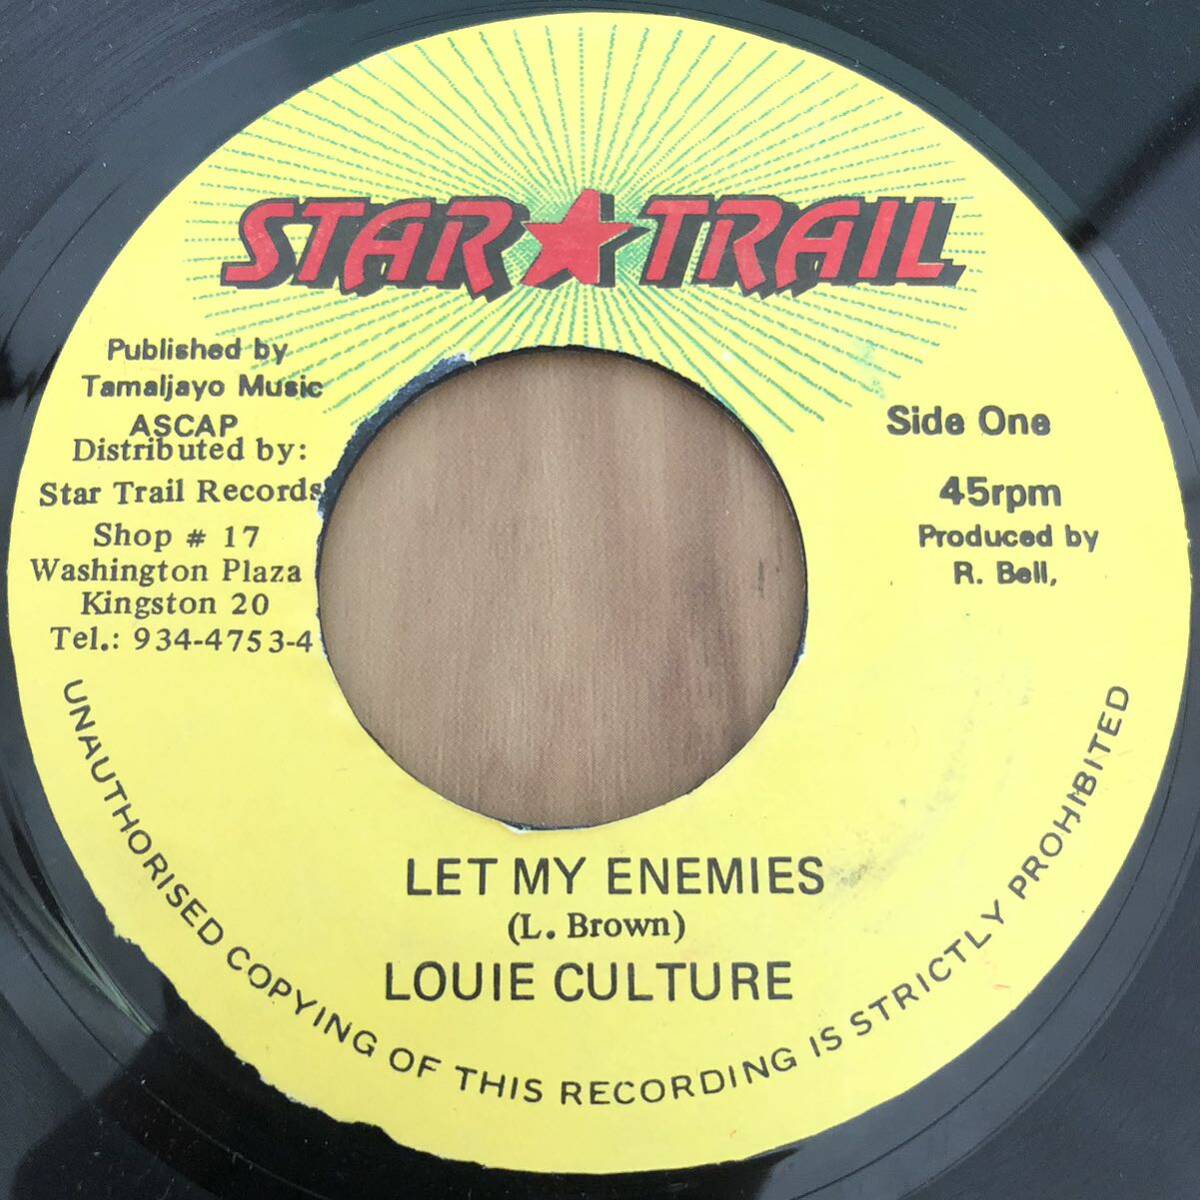 STAR★TRAIL
Published by
Tamaljayo Music
ASCAP
Distributed by:
Star Trail Records
Shop # 17
Washington Plaza
Kingston 20
Tel.: 934-4753-4
Side One
45rpm
Produced by
R. Bell,
LET MY ENEMIES
(L. Brown)
LOUIE CULTURE
UNAUTHORISED COPYING OF THIS RECORDING IS STRICTLY PROHIBITED